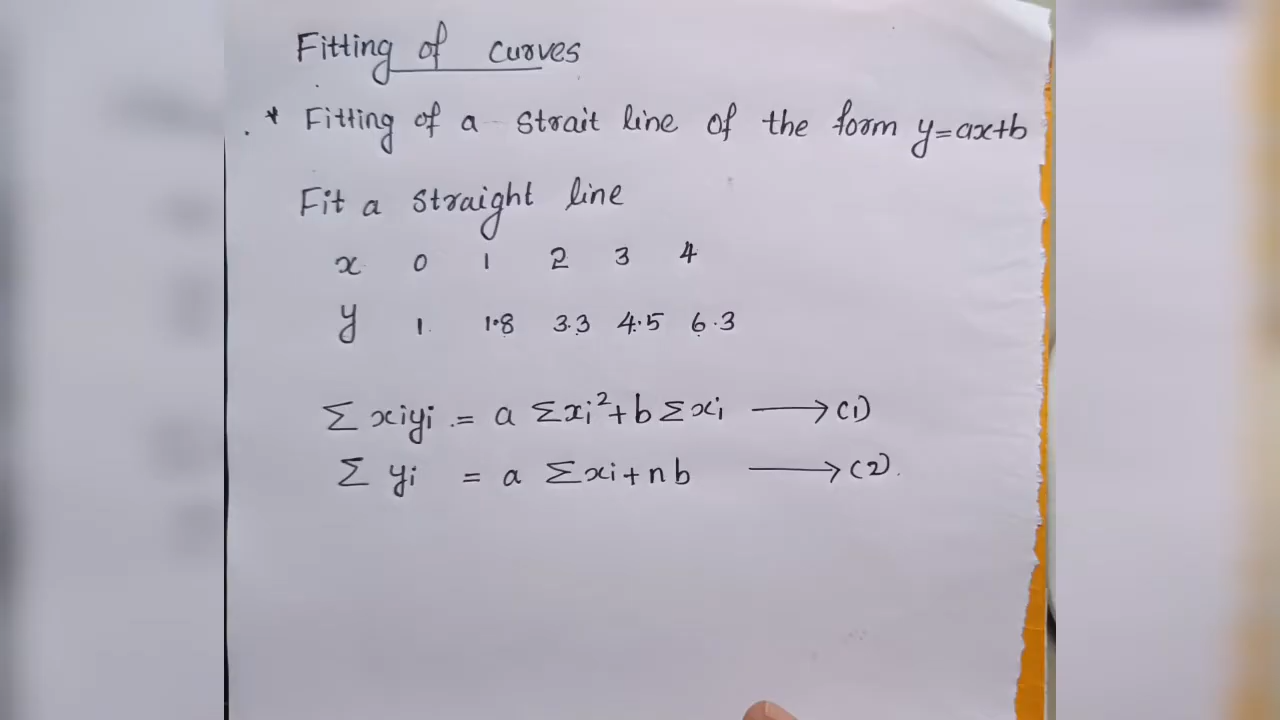 Fitting of curves
* Fitting of a strait line of the form y=ax+b
Fit a straight line
x 0 1 2 3 4
y 1 1.8 3.3 4.5 6.3
Σ xiyi = a Σxi²+b Σxi ⟶ (1)
Σ yi = a Σxi+nb ⟶ (2).